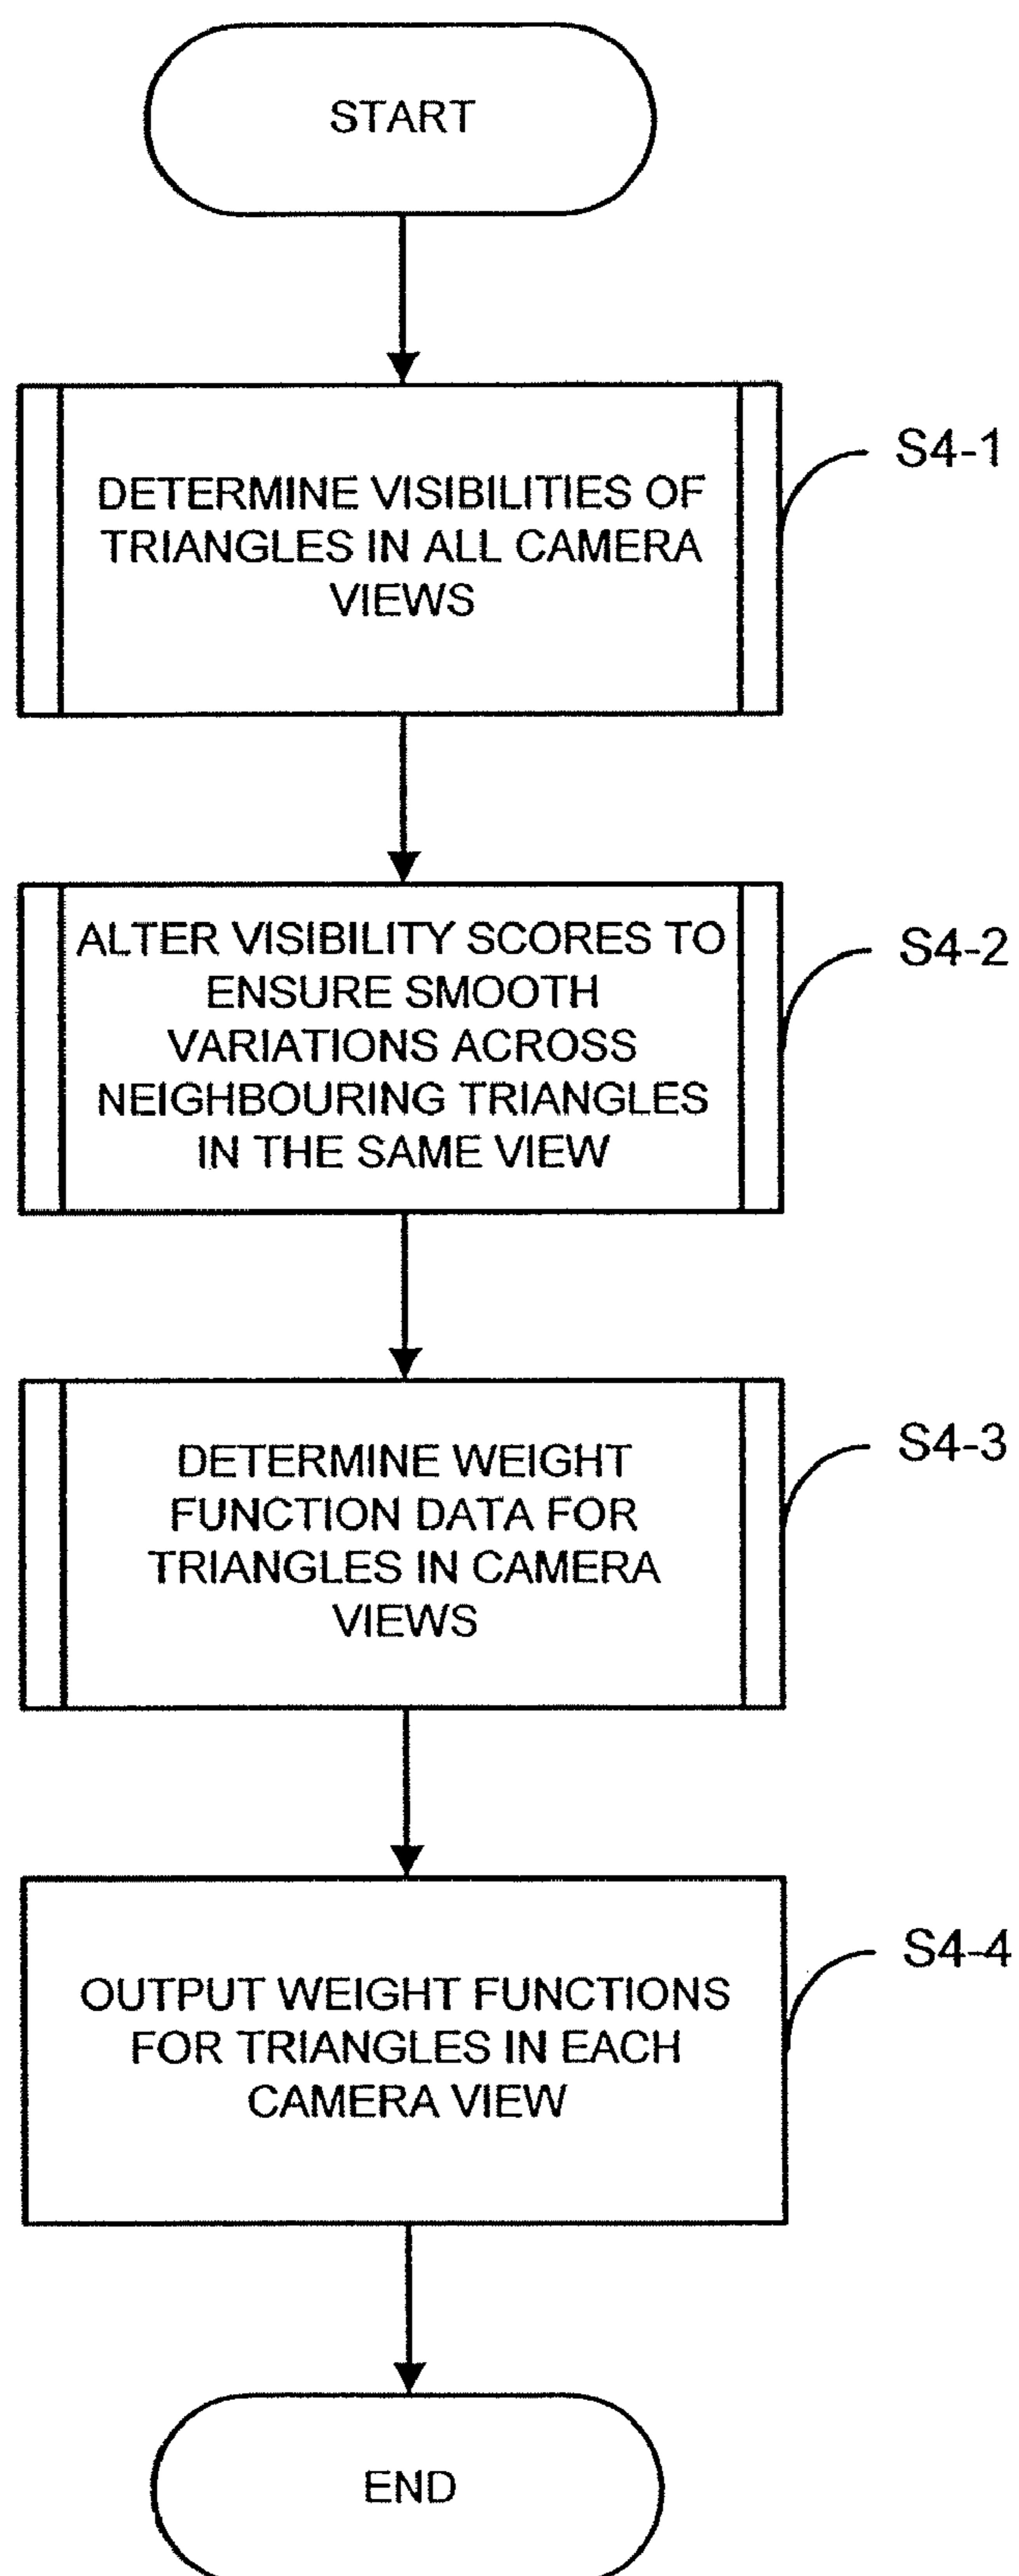 START
DETERMINE VISIBILITIES OF
TRIANGLES IN ALL CAMERA
VIEWS
S4-1
ALTER VISIBILITY SCORES TO
ENSURE SMOOTH
VARIATIONS ACROSS
NEIGHBOURING TRIANGLES
IN THE SAME VIEW
S4-2
DETERMINE WEIGHT
FUNCTION DATA FOR
TRIANGLES IN CAMERA
VIEWS
S4-3
OUTPUT WEIGHT FUNCTIONS
FOR TRIANGLES IN EACH
CAMERA VIEW
S4-4
END